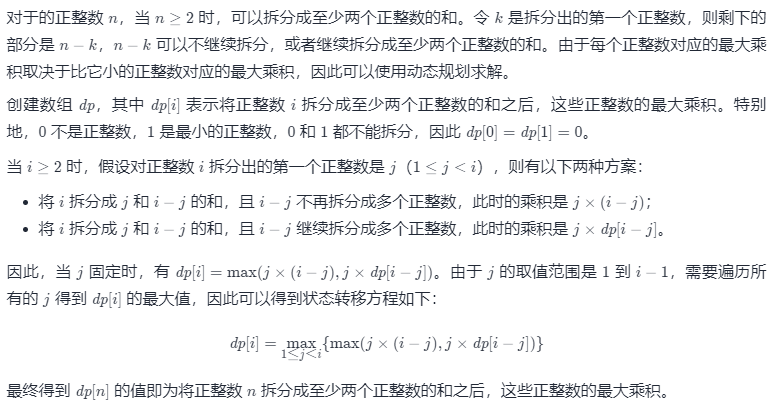 对于的正整数 n，当 n ≥ 2 时，可以拆分成至少两个正整数的和。令 k 是拆分出的第一个正整数，则剩下的
部分是 n − k，n − k 可以不继续拆分，或者继续拆分成至少两个正整数的和。由于每个正整数对应的最大乘
积取决于比它小的正整数对应的最大乘积，因此可以使用动态规划求解。
创建数组 dp，其中 dp[i] 表示将正整数 i 拆分成至少两个正整数的和之后，这些正整数的最大乘积。特别
地，0 不是正整数，1 是最小的正整数，0 和 1 都不能拆分，因此 dp[0] = dp[1] = 0。
当 i ≥ 2 时，假设对正整数 i 拆分出的第一个正整数是 j（1 ≤ j < i），则有以下两种方案：
• 将 i 拆分成 j 和 i − j 的和，且 i − j 不再拆分成多个正整数，此时的乘积是 j × (i − j)；
• 将 i 拆分成 j 和 i − j 的和，且 i − j 继续拆分成多个正整数，此时的乘积是 j × dp[i − j]。
因此，当 j 固定时，有 dp[i] = max(j × (i − j), j × dp[i − j])。由于 j 的取值范围是 1 到 i − 1，需要遍历所
有的 j 得到 dp[i] 的最大值，因此可以得到状态转移方程如下：
dp[i] = max{max(j × (i − j), j × dp[i − j])}
1≤j<i
最终得到 dp[n] 的值即为将正整数 n 拆分成至少两个正整数的和之后，这些正整数的最大乘积。